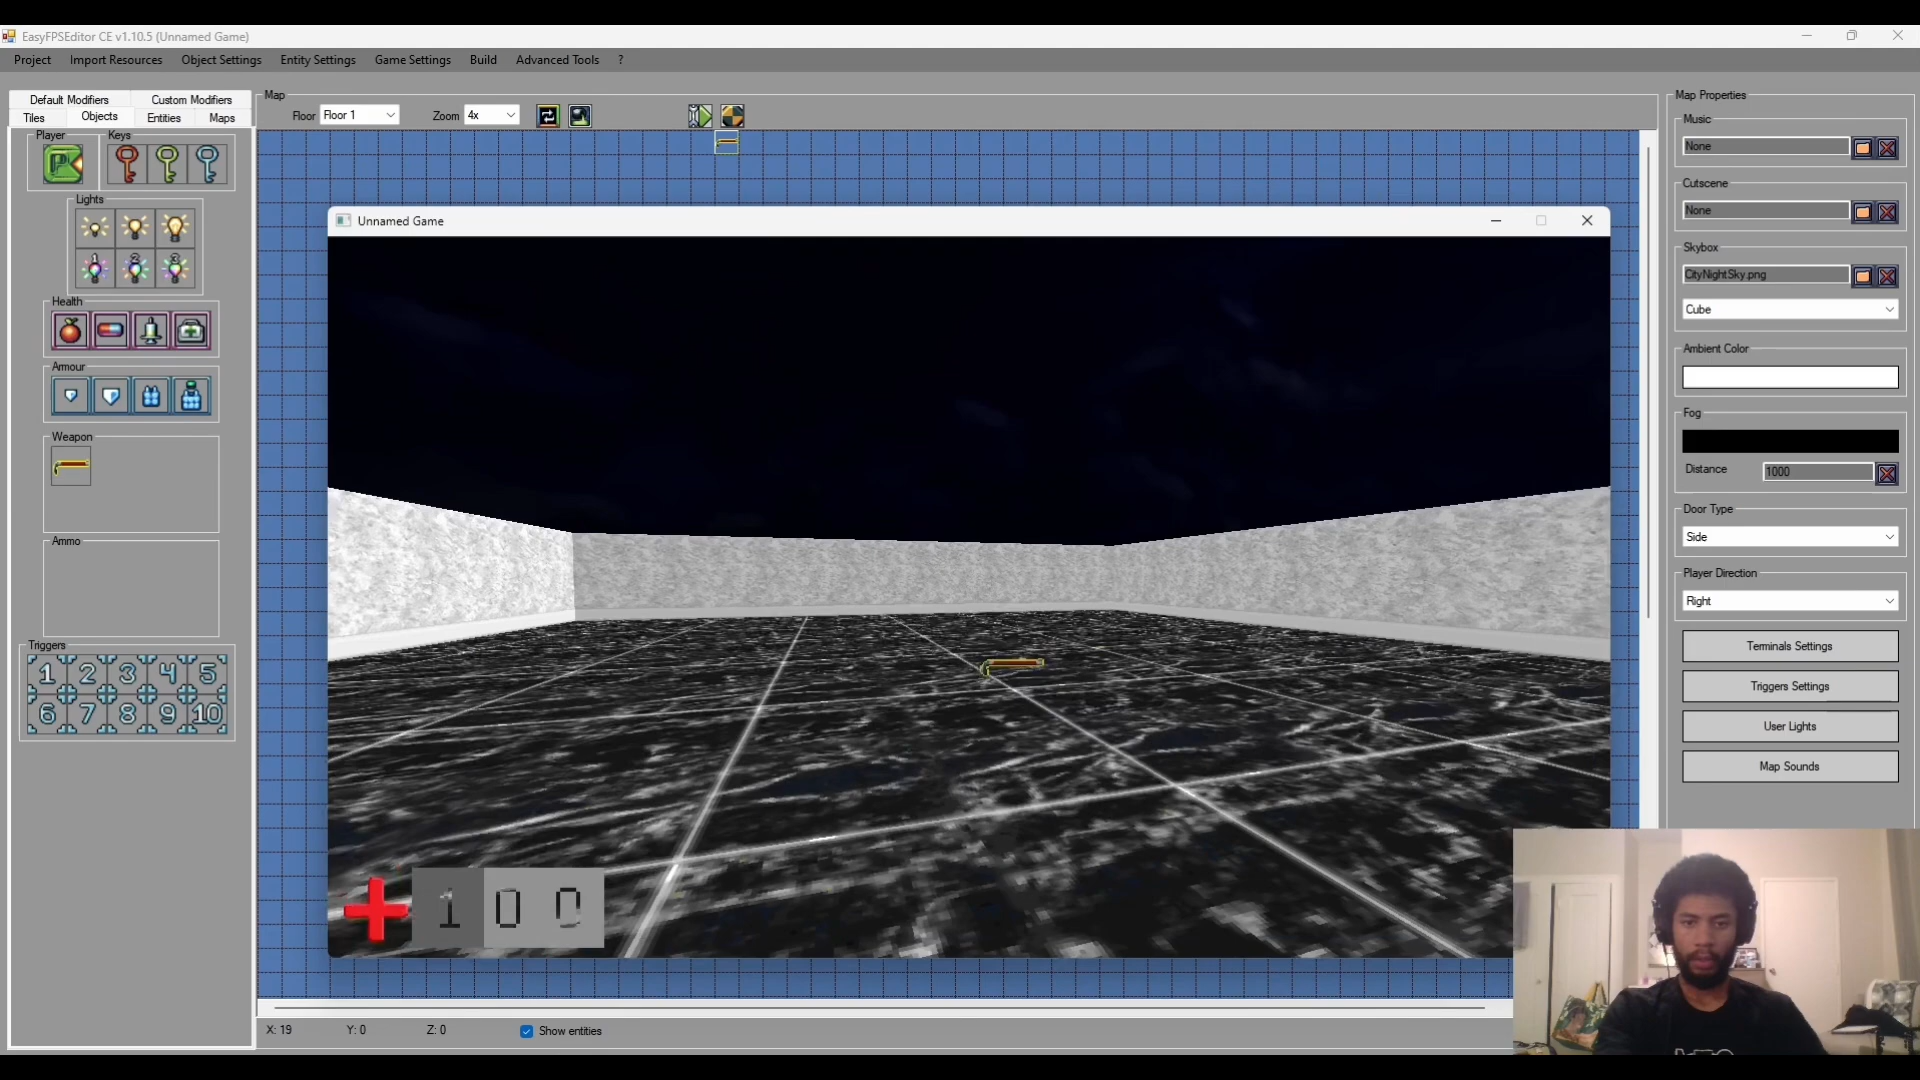 EasyFPSEditor CE v1.10.5 (Unnamed Game)
Project Import Resources Object Settings Entity Settings Game Settings Build Advanced Tools ?
Default Modifiers Custom Modifiers
Tiles Objects Entities Maps
Player Keys
Lights
1 2 3
Health
Armour
Weapon
Ammo
Triggers
1 2 3 4 5
6 7 8 9 10
Map
Floor Floor 1 Zoom 4x
Unnamed Game
100
X: 19 Y: 0 Z: 0 Show entities
Map Properties
Music
None
Cutscene
None
Skybox
CityNightSky.png
Cube
Ambient Color
Fog
Distance 1000
Door Type
Side
Player Direction
Right
Terminals Settings
Triggers Settings
User Lights
Map Sounds